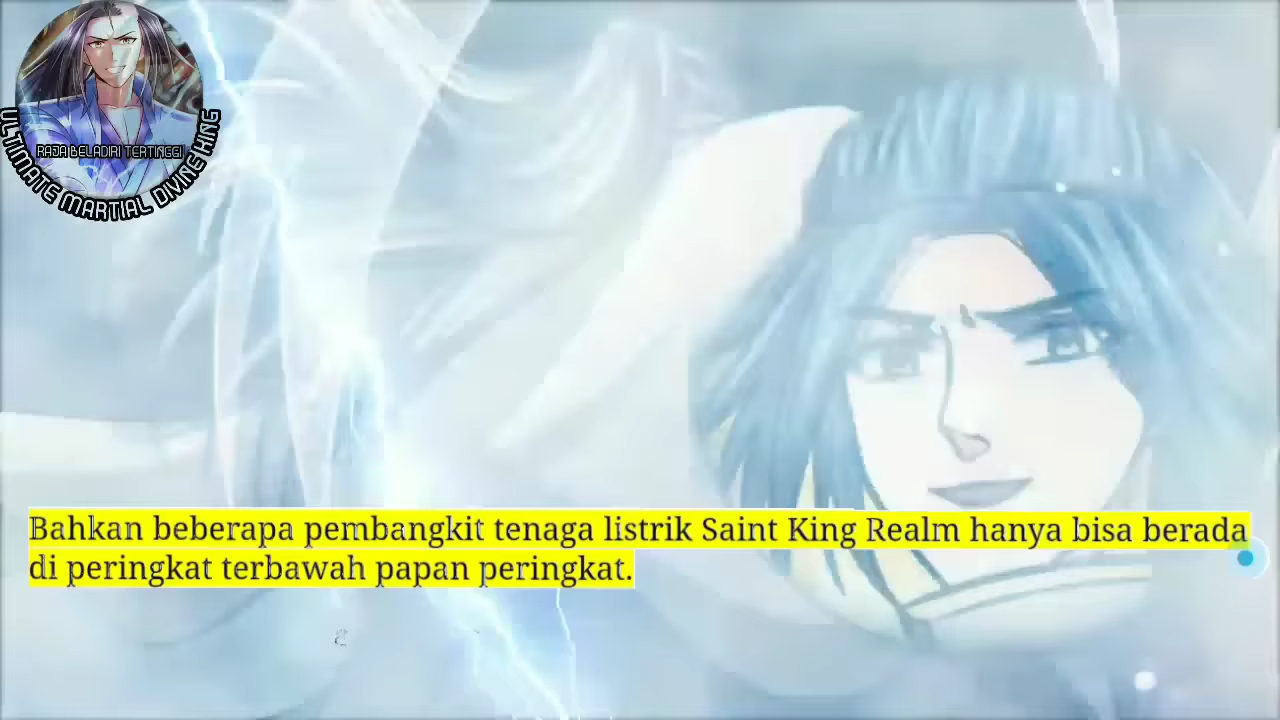 RAJA BELADIRI TERTINGGI
ULTIMATE MARTIAL DIVINE KING
Bahkan beberapa pembangkit tenaga listrik Saint King Realm hanya bisa berada
di peringkat terbawah papan peringkat.